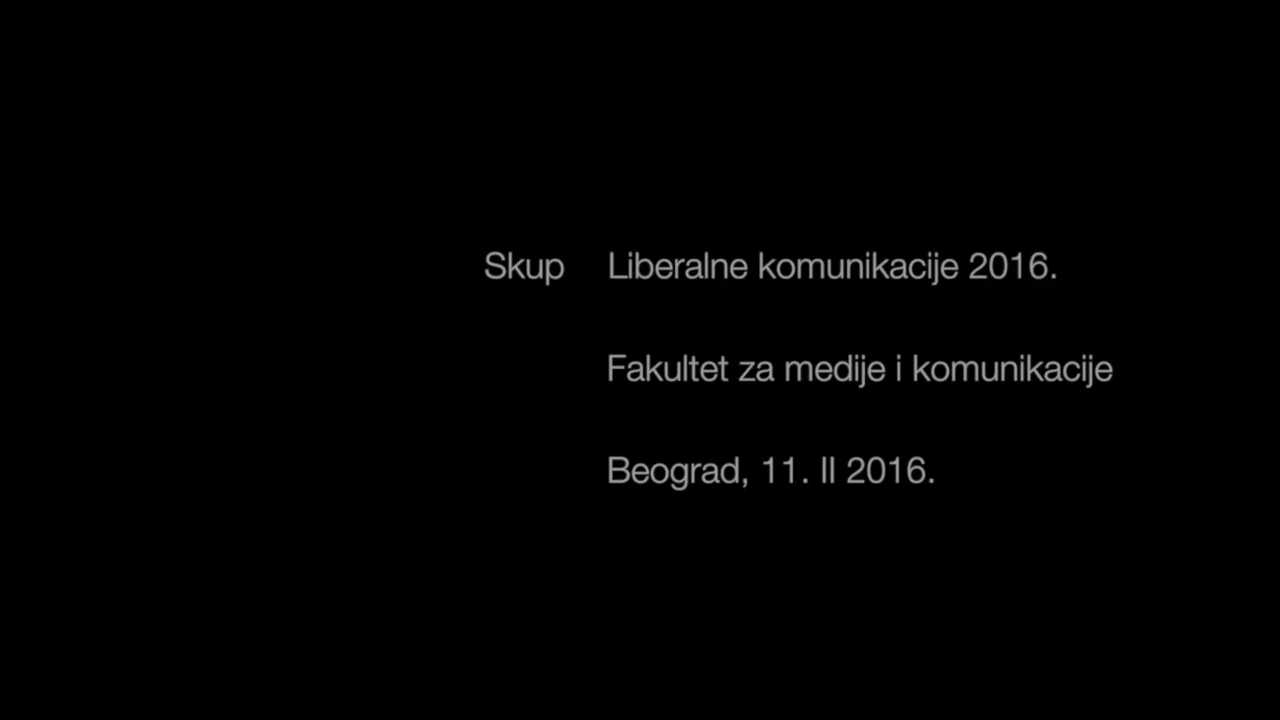 Skup Liberalne komunikacije 2016.
Fakultet za medije i komunikacije
Beograd, 11. II 2016.